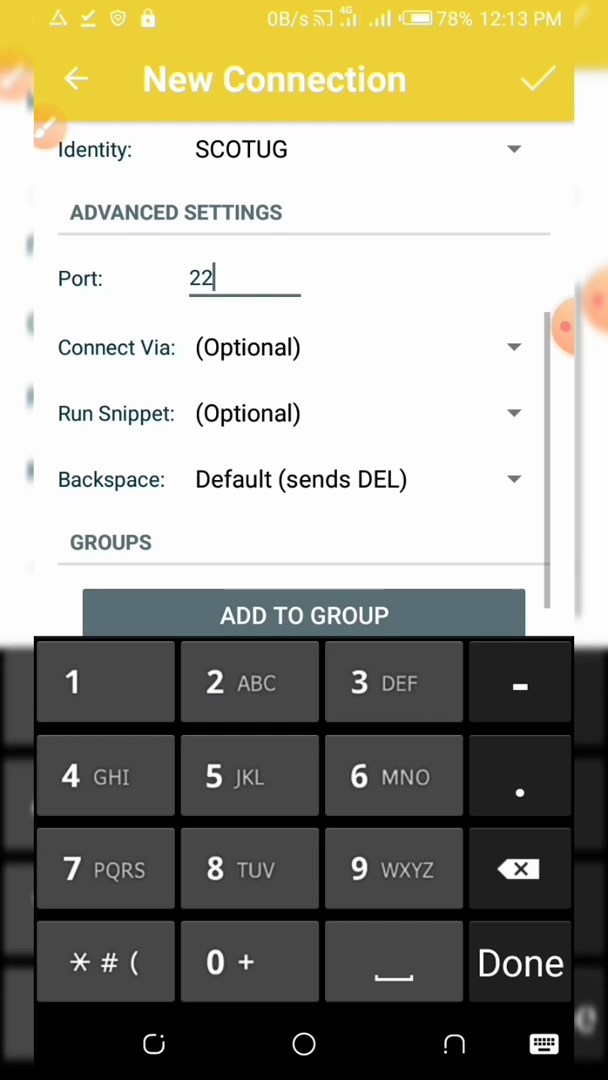 0B/s 4G 78% 12:13 PM
New Connection
Identity: SCOTUG
ADVANCED SETTINGS
Port: 22
Connect Via: (Optional)
Run Snippet: (Optional)
Backspace: Default (sends DEL)
GROUPS
ADD TO GROUP
1 2 ABC 3 DEF -
4 GHI 5 JKL 6 MNO .
7 PQRS 8 TUV 9 WXYZ
* # ( 0 + Done